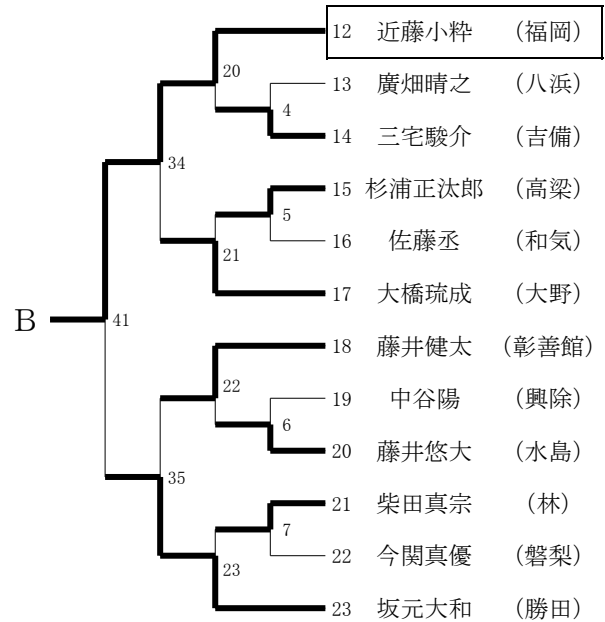 12 近藤小粋 （福岡）
20
13 廣畑晴之 （八浜）
4
14 三宅駿介 （吉備）
34
15 杉浦正汰郎 （高梁）
5
16 佐藤丞 （和気）
21
17 大橋琉成 （大野）
B
41
18 藤井健太 （彰善館）
22
19 中谷陽 （興除）
6
20 藤井悠大 （水島）
35
21 柴田真宗 （林）
7
22 今関真優 （磐梨）
23
23 坂元大和 （勝田）